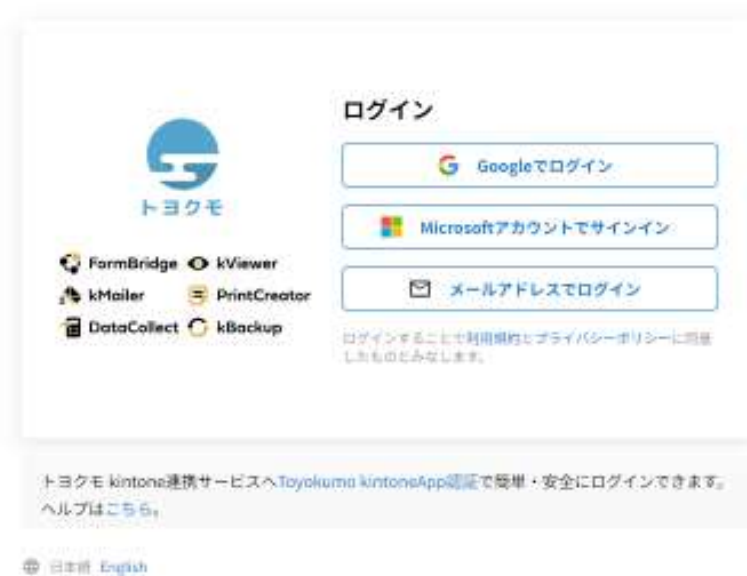 ログイン
Googleでログイン
Microsoftアカウントでサインイン
メールアドレスでログイン
ログインすることで利用規約とプライバシーポリシーに同意
したものとみなします。
トヨクモ
FormBridge kViewer
kMailer PrintCreator
DataCollect kBackup
トヨクモ kintone連携サービスへToyokumo kintoneApp認証で簡単・安全にログインできます。
ヘルプはこちら。
日本語 English